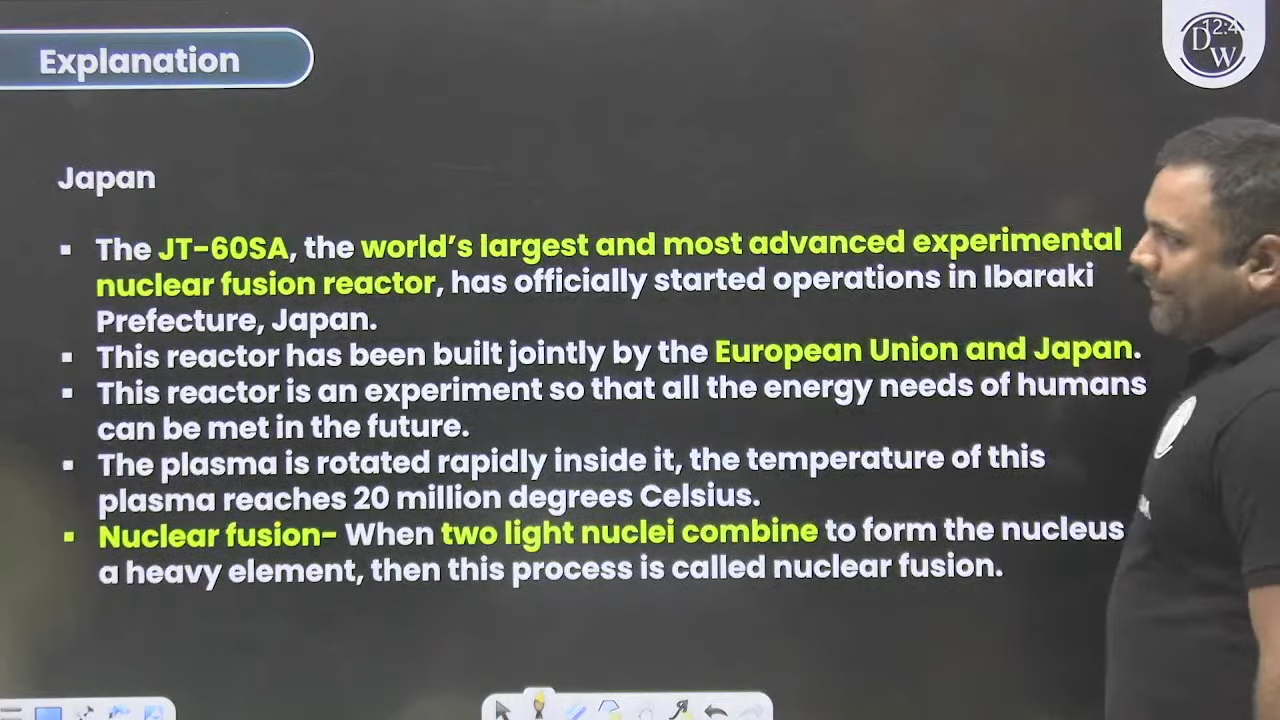 Explanation
12:4
DW
Japan
▪ The JT-60SA, the world's largest and most advanced experimental
nuclear fusion reactor, has officially started operations in Ibaraki
Prefecture, Japan.
▪ This reactor has been built jointly by the European Union and Japan.
▪ This reactor is an experiment so that all the energy needs of humans
can be met in the future.
▪ The plasma is rotated rapidly inside it, the temperature of this
plasma reaches 20 million degrees Celsius.
▪ Nuclear fusion- When two light nuclei combine to form the nucleus
a heavy element, then this process is called nuclear fusion.